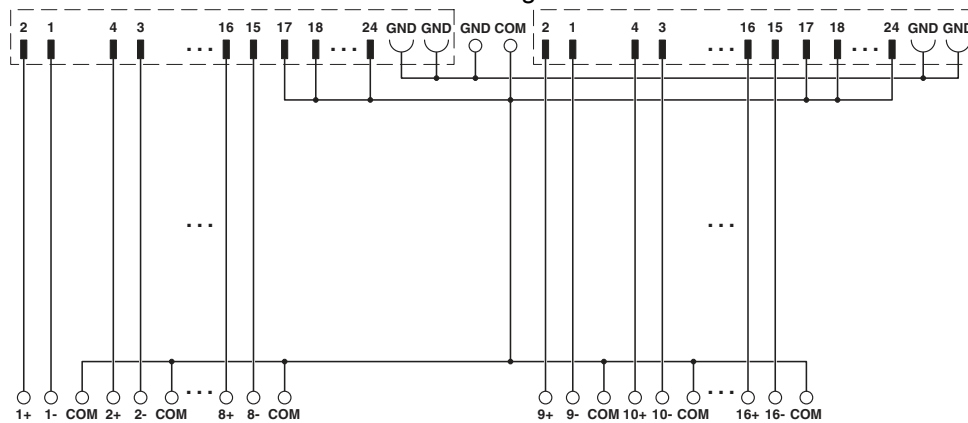 2 1 4 3 ... 16 15 17 18 ... 24 GND GND GND COM 2 1 4 3 ... 16 15 17 18 ... 24 GND GND
... ...
1+ 1- COM 2+ 2- COM ... 8+ 8- COM 9+ 9- COM 10+ 10- COM ... 16+ 16- COM